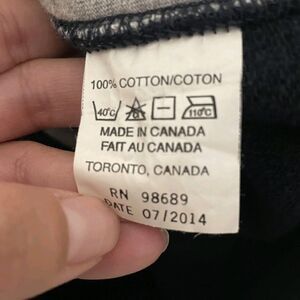 100% COTTON/COTON
40°C 110°C
MADE IN CANADA
FAIT AU CANADA
TORONTO, CANADA
RN 98689
DATE 07/2014